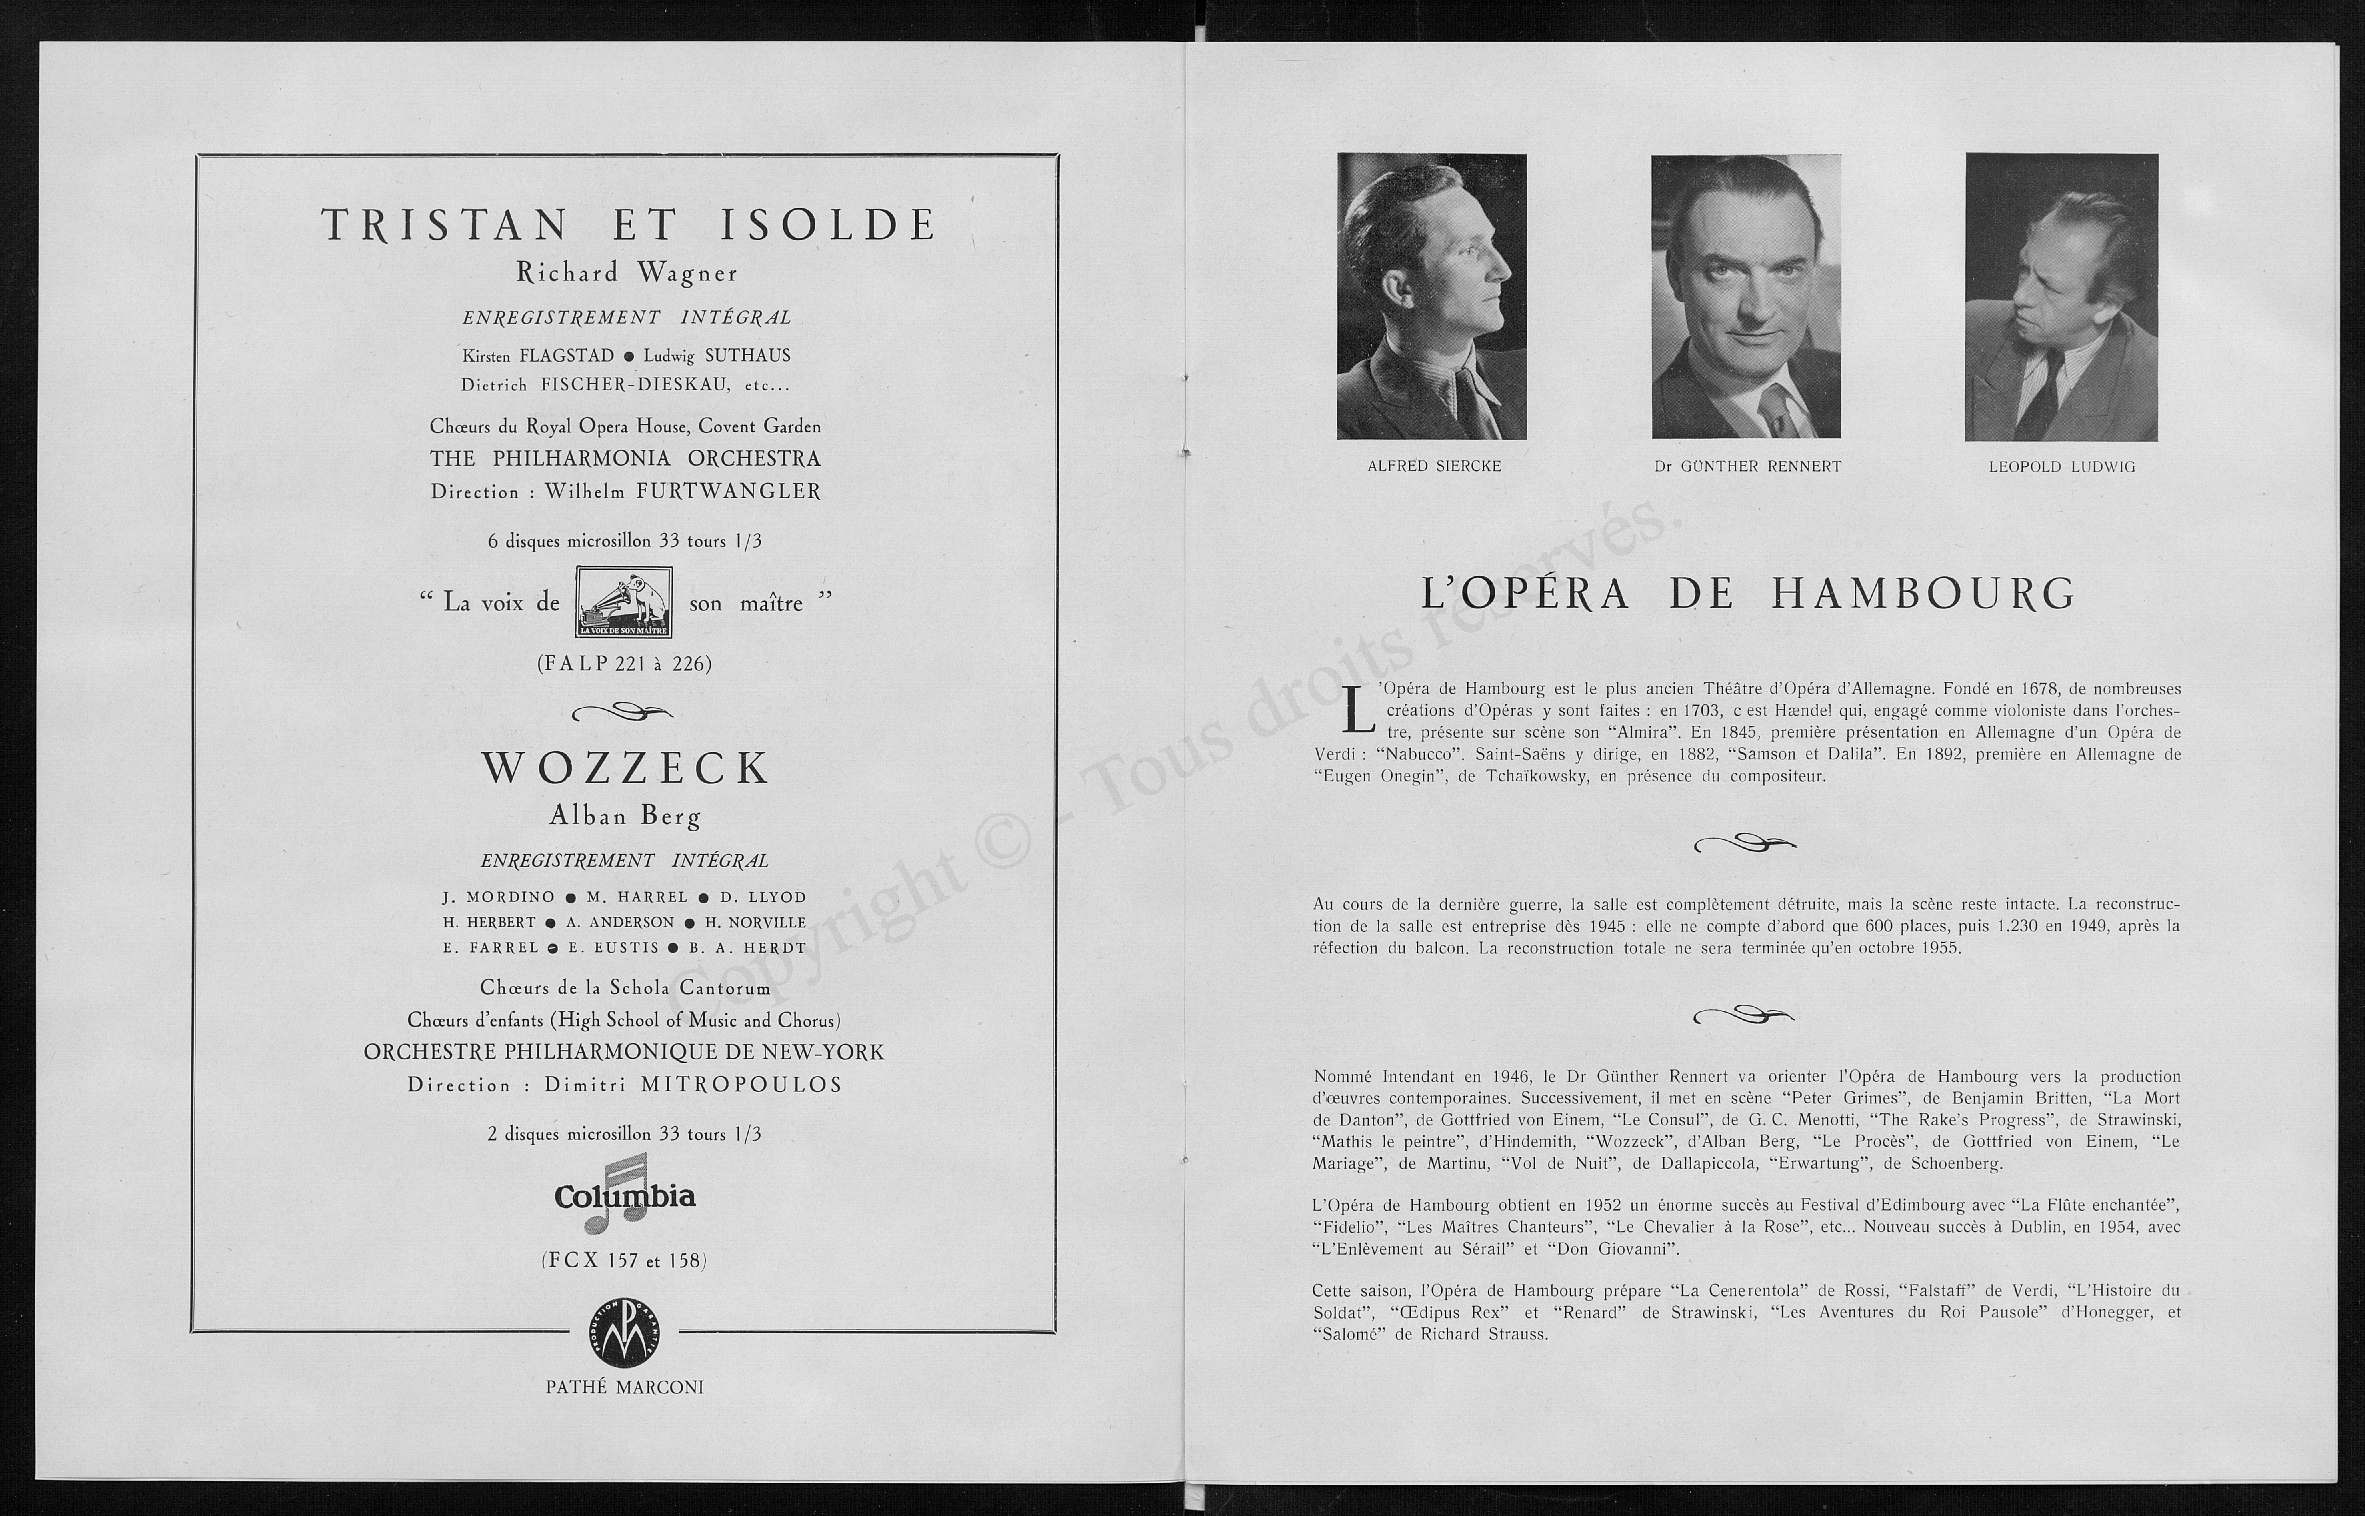 TRISTAN ET ISOLDE
Richard Wagner
ENREGISTREMENT INTÉGRAL
Kirsten FLAGSTAD ● Ludwig SUTHAUS
Dietrich FISCHER-DIESKAU, etc...
Chœurs du Royal Opera House, Covent Garden
THE PHILHARMONIA ORCHESTRA
Direction : Wilhelm FURTWANGLER
6 disques microsillon 33 tours 1/3
“ La voix de son maître ”
LA VOIX DE SON MAÎTRE
(FALP 221 à 226)
WOZZECK
Alban Berg
ENREGISTREMENT INTÉGRAL
J. MORDINO ● M. HARREL ● D. LLYOD
H. HERBERT ● A. ANDERSON ● H. NORVILLE
E. FARREL ● E. EUSTIS ● B. A. HERDT
Chœurs de la Schola Cantorum
Chœurs d'enfants (High School of Music and Chorus)
ORCHESTRE PHILHARMONIQUE DE NEW-YORK
Direction : Dimitri MITROPOULOS
2 disques microsillon 33 tours 1/3
Columbia
(FCX 157 et 158)
PRODUCTION GARANTIE
PM
PATHÉ MARCONI
ALFRED SIERCKE
Dr GÜNTHER RENNERT
LEOPOLD LUDWIG
L'OPÉRA DE HAMBOURG
L'Opéra de Hambourg est le plus ancien Théâtre d'Opéra d'Allemagne. Fondé en 1678, de nombreuses
créations d'Opéras y sont faites : en 1703, c'est Hændel qui, engagé comme violoniste dans l'orches-
tre, présente sur scène son “Almira”. En 1845, première présentation en Allemagne d'un Opéra de
Verdi : “Nabucco”. Saint-Saëns y dirige, en 1882, “Samson et Dalila”. En 1892, première en Allemagne de
“Eugen Onegin”, de Tchaïkowsky, en présence du compositeur.
Au cours de la dernière guerre, la salle est complètement détruite, mais la scène reste intacte. La reconstruc-
tion de la salle est entreprise dès 1945 : elle ne compte d'abord que 600 places, puis 1.230 en 1949, après la
réfection du balcon. La reconstruction totale ne sera terminée qu'en octobre 1955.
Nommé Intendant en 1946, le Dr Günther Rennert va orienter l'Opéra de Hambourg vers la production
d'œuvres contemporaines. Successivement, il met en scène “Peter Grimes”, de Benjamin Britten, “La Mort
de Danton”, de Gottfried von Einem, “Le Consul”, de G. C. Menotti, “The Rake's Progress”, de Strawinski,
“Mathis le peintre”, d'Hindemith, “Wozzeck”, d'Alban Berg, “Le Procès”, de Gottfried von Einem, “Le
Mariage”, de Martinu, “Vol de Nuit”, de Dallapiccola, “Erwartung”, de Schoenberg.
L'Opéra de Hambourg obtient en 1952 un énorme succès au Festival d'Edimbourg avec “La Flûte enchantée”,
“Fidelio”, “Les Maîtres Chanteurs”, “Le Chevalier à la Rose”, etc... Nouveau succès à Dublin, en 1954, avec
“L'Enlèvement au Sérail” et “Don Giovanni”.
Cette saison, l'Opéra de Hambourg prépare “La Cenerentola” de Rossi, “Falstaff” de Verdi, “L'Histoire du
Soldat”, “Œdipus Rex” et “Renard” de Strawinski, “Les Aventures du Roi Pausole” d'Honegger, et
“Salomé” de Richard Strauss.
Copyright © - Tous droits réservés.